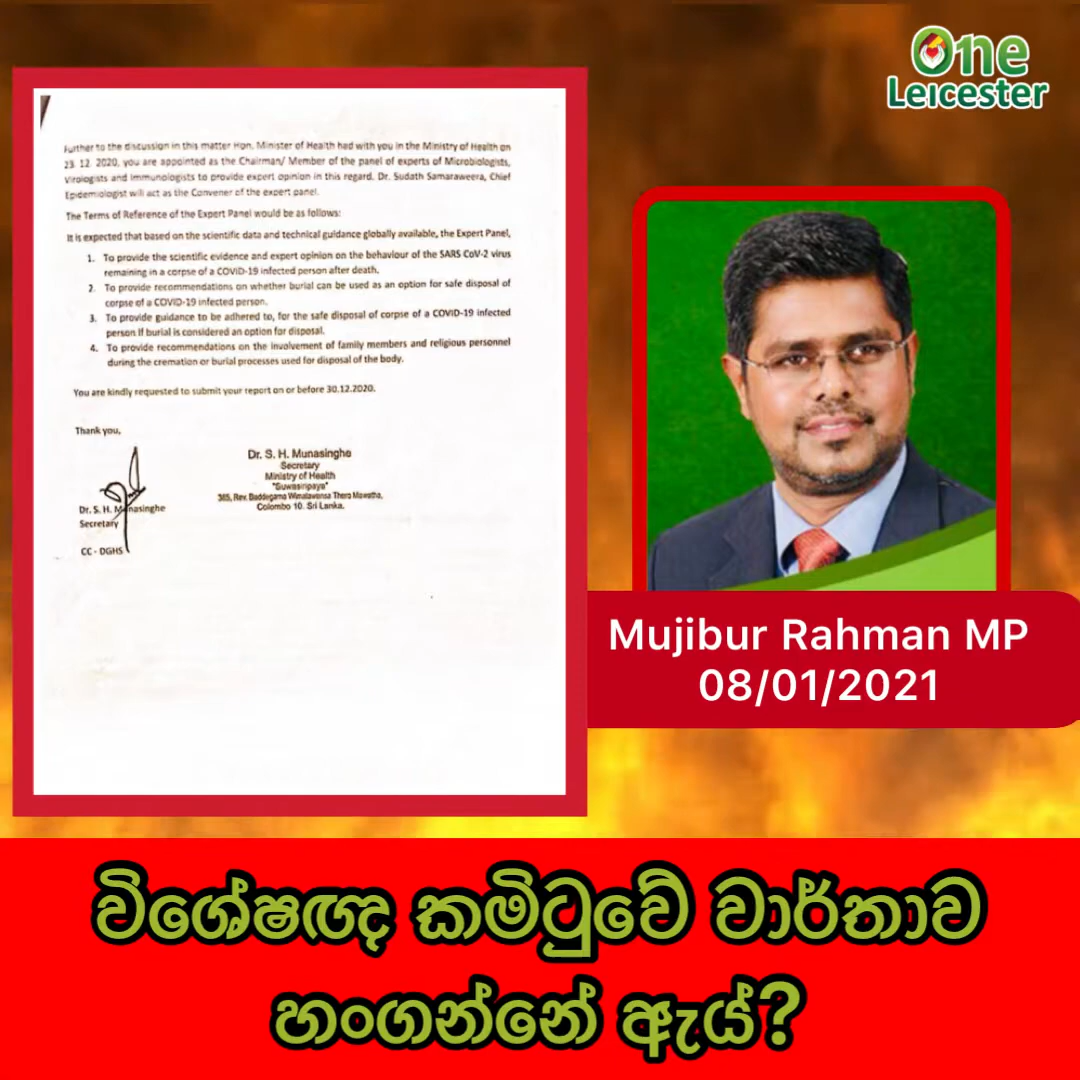 One
Leicester
Further to the discussion in this matter Hon. Minister of Health had with you in the Ministry of Health on
23. 12. 2020, you are appointed as the Chairman/ Member of the panel of experts of Microbiologists,
Virologists and Immunologists to provide expert opinion in this regard. Dr. Sudath Samaraweera, Chief
Epidemiologist will act as the Convener of the expert panel.
The Terms of Reference of the Expert Panel would be as follows:
It is expected that based on the scientific data and technical guidance globally available, the Expert Panel,
1. To provide the scientific evidence and expert opinion on the behaviour of the SARS CoV-2 virus
remaining in a corpse of a COVID-19 infected person after death.
2. To provide recommendations on whether burial can be used as an option for safe disposal of
corpse of a COVID-19 infected person.
3. To provide guidance to be adhered to, for the safe disposal of corpse of a COVID-19 infected
person if burial is considered an option for disposal.
4. To provide recommendations on the involvement of family members and religious personnel
during the cremation or burial processes used for disposal of the body.
You are kindly requested to submit your report on or before 30.12.2020.
Thank you,
Dr. S. H. Munasinghe
Secretary
CC - DGHS
Dr. S. H. Munasinghe
Secretary
Ministry of Health
"Suwasiripaya"
385, Rev. Baddegama Wimalawansa Thera Mawatha,
Colombo 10. Sri Lanka.
Mujibur Rahman MP
08/01/2021
විශේෂඥ කමිටුවේ වාර්තාව
හංගන්නේ ඇය්?